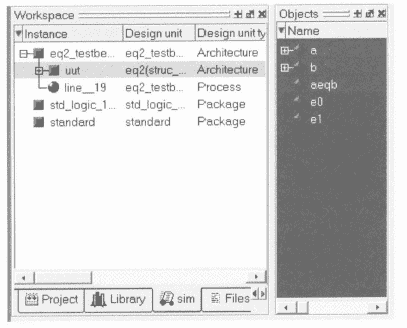 Workspace
Instance Design unit Design unit ty
eq2_testbe... eq2_testb... Architecture
uut eq2(struc_... Architecture
line__19 eq2_testb... Process
std_logic_1... std_logic_... Package
standard standard Package
Project Library sim Files
Objects
Name
a
b
aeqb
e0
e1